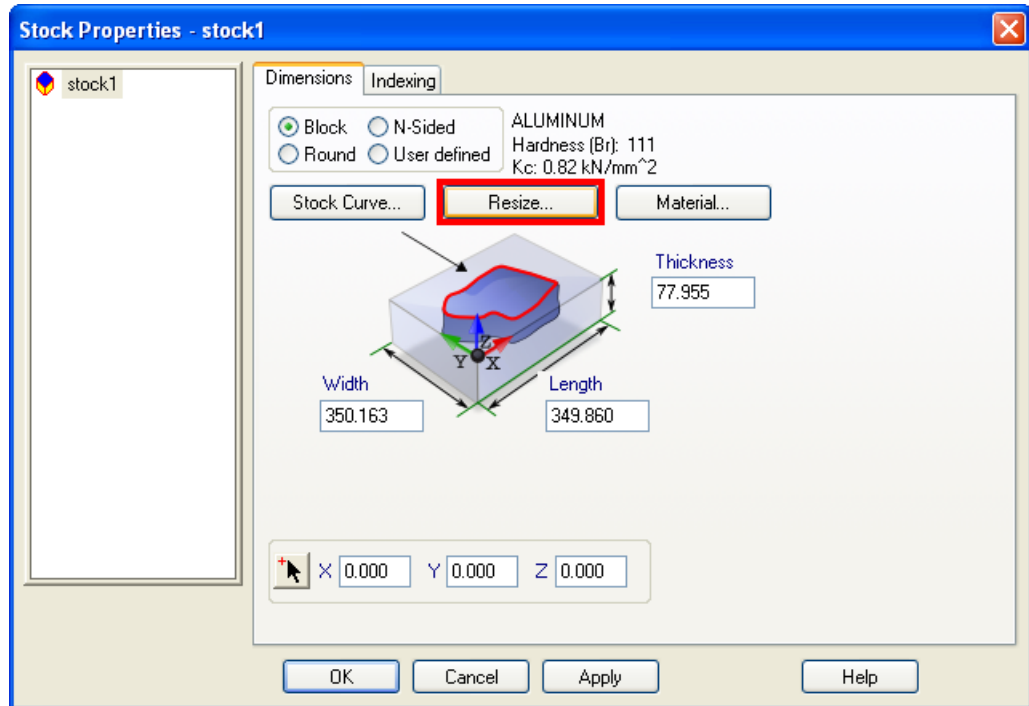 Stock Properties - stock1
stock1
Dimensions Indexing
Block N-Sided
Round User defined
ALUMINUM
Hardness (Br): 111
Kc: 0.82 kN/mm^2
Stock Curve... Resize... Material...
Thickness
77.955
Z
Y X
Width Length
350.163 349.860
X 0.000 Y 0.000 Z 0.000
OK Cancel Apply Help